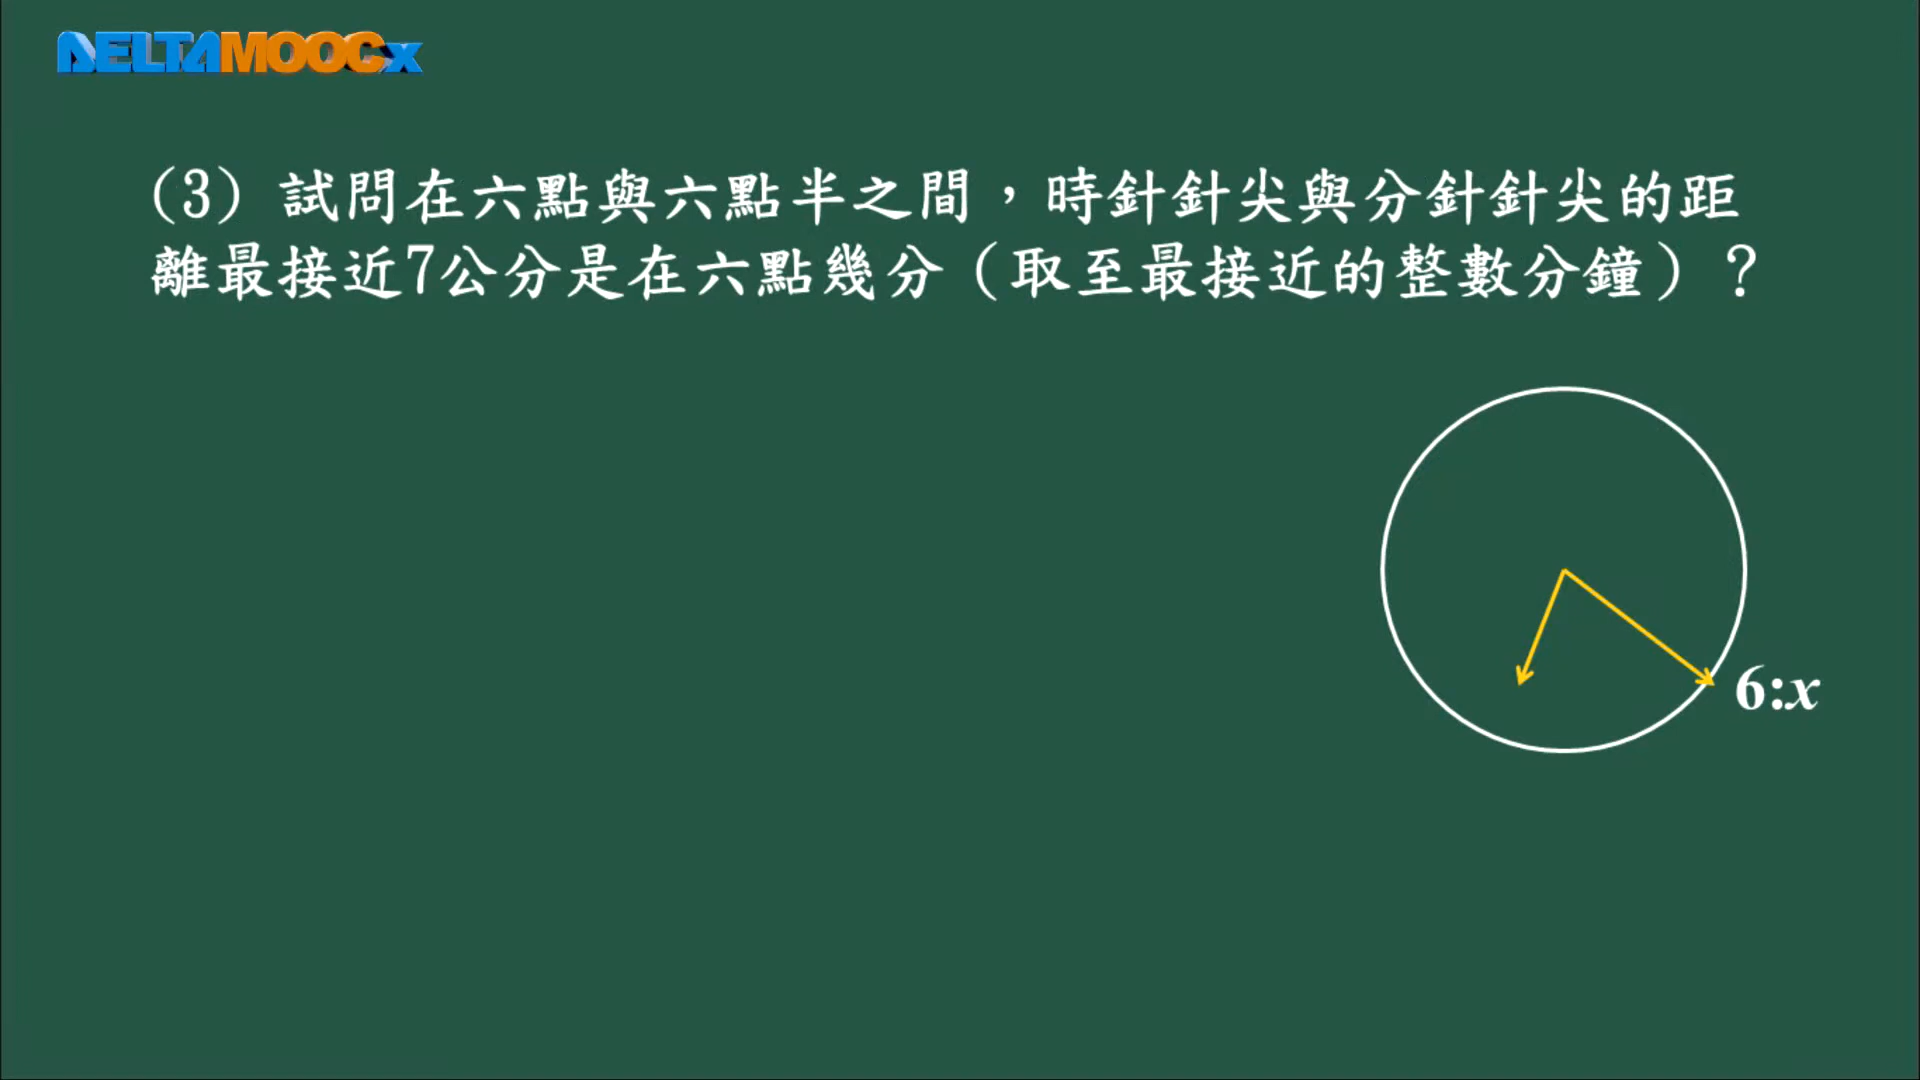 DELTAMOOCx
(3) 試問在六點與六點半之間，時針針尖與分針針尖的距
離最接近7公分是在六點幾分（取至最接近的整數分鐘）？
6:x